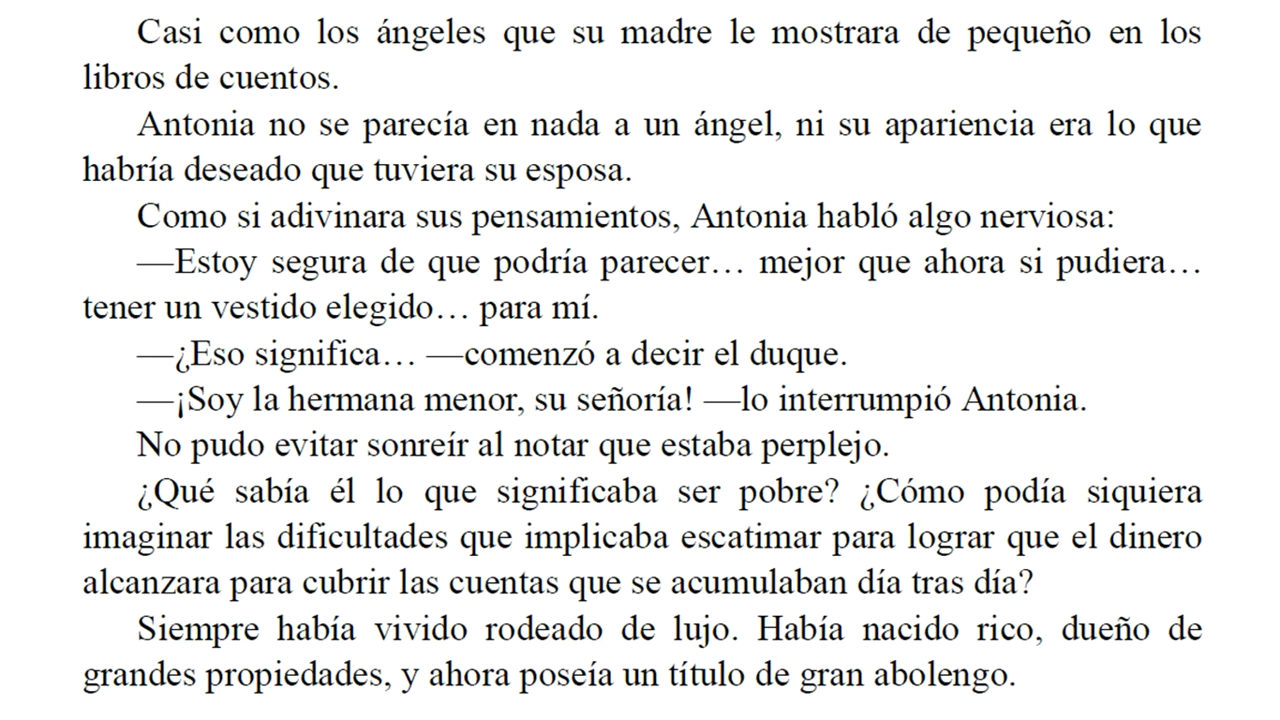 Casi como los ángeles que su madre le mostrara de pequeño en los
libros de cuentos.
Antonia no se parecía en nada a un ángel, ni su apariencia era lo que
habría deseado que tuviera su esposa.
Como si adivinara sus pensamientos, Antonia habló algo nerviosa:
—Estoy segura de que podría parecer… mejor que ahora si pudiera…
tener un vestido elegido… para mí.
—¿Eso significa… —comenzó a decir el duque.
—¡Soy la hermana menor, su señoría! —lo interrumpió Antonia.
No pudo evitar sonreír al notar que estaba perplejo.
¿Qué sabía él lo que significaba ser pobre? ¿Cómo podía siquiera
imaginar las dificultades que implicaba escatimar para lograr que el dinero
alcanzara para cubrir las cuentas que se acumulaban día tras día?
Siempre había vivido rodeado de lujo. Había nacido rico, dueño de
grandes propiedades, y ahora poseía un título de gran abolengo.